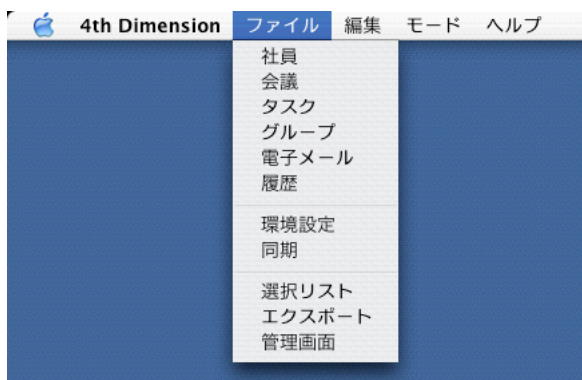 4th Dimension ファイル 編集 モード ヘルプ
社員
会議
タスク
グループ
電子メール
履歴
環境設定
同期
選択リスト
エクスポート
管理画面